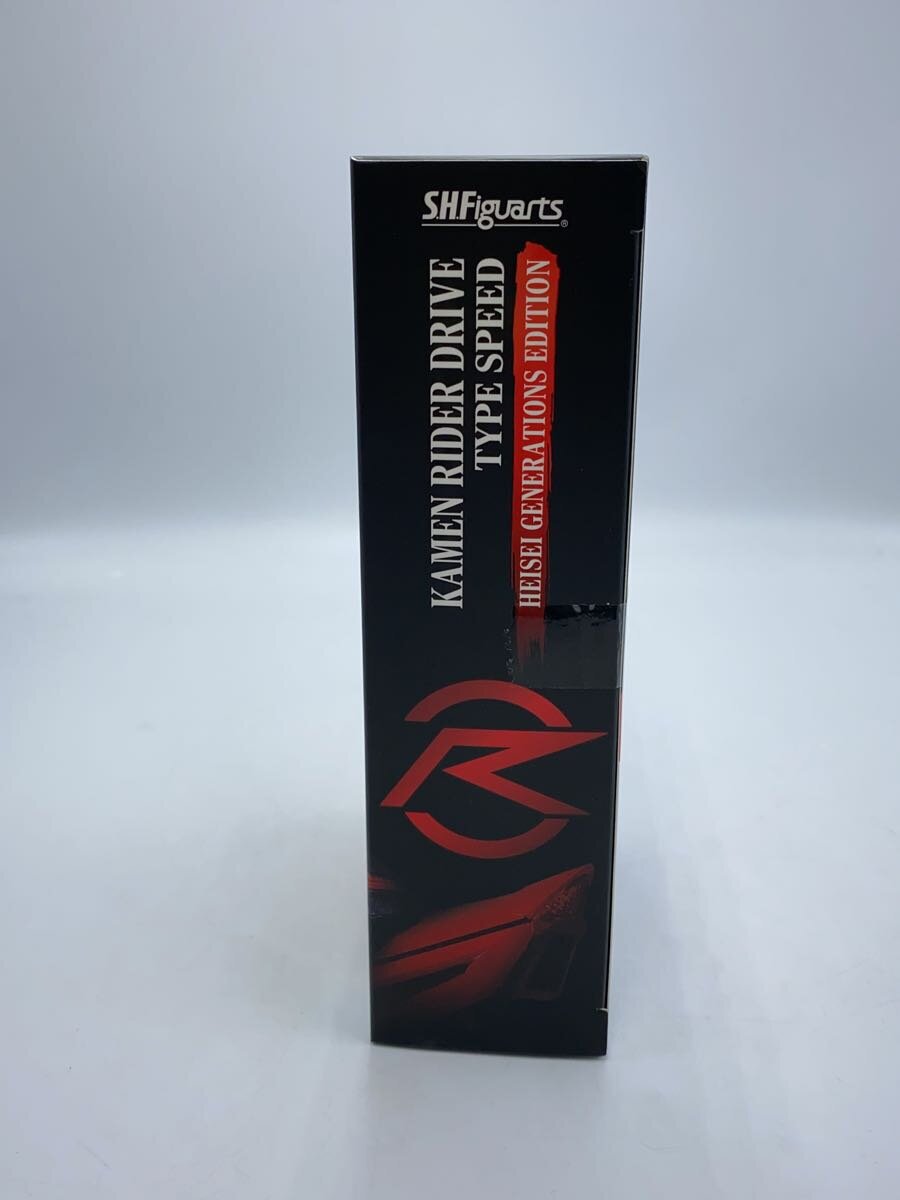 S.H.Figuarts®
KAMEN RIDER DRIVE
TYPE SPEED
HEISEI GENERATIONS EDITION